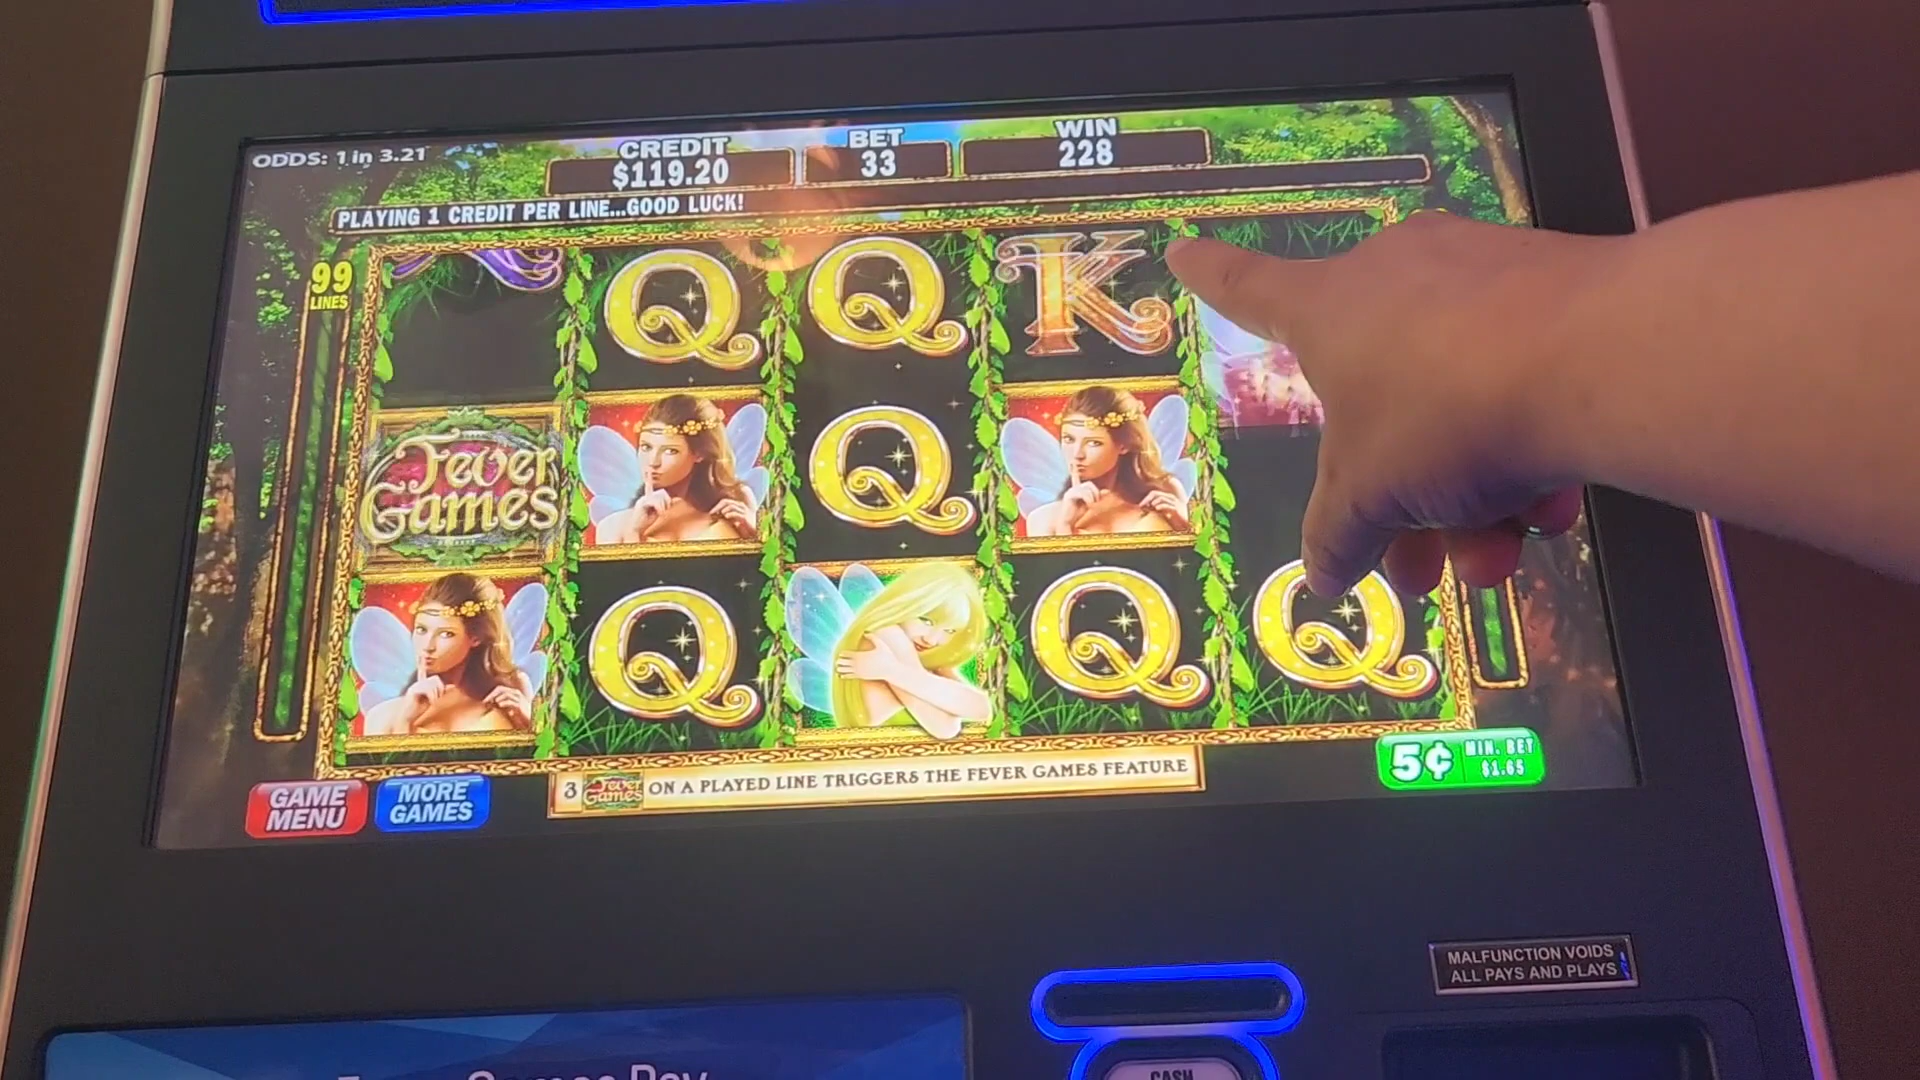 ODDS: 1 in 3.21
CREDIT
$119.20
BET
33
WIN
228
PLAYING 1 CREDIT PER LINE...GOOD LUCK!
99
LINES
Q
Q
K
Fever
Games
Q
Q
Q
Q
3 Fever Games ON A PLAYED LINE TRIGGERS THE FEVER GAMES FEATURE
5¢
MIN. BET
$1.65
GAME
MENU
MORE
GAMES
MALFUNCTION VOIDS
ALL PAYS AND PLAYS
CASH